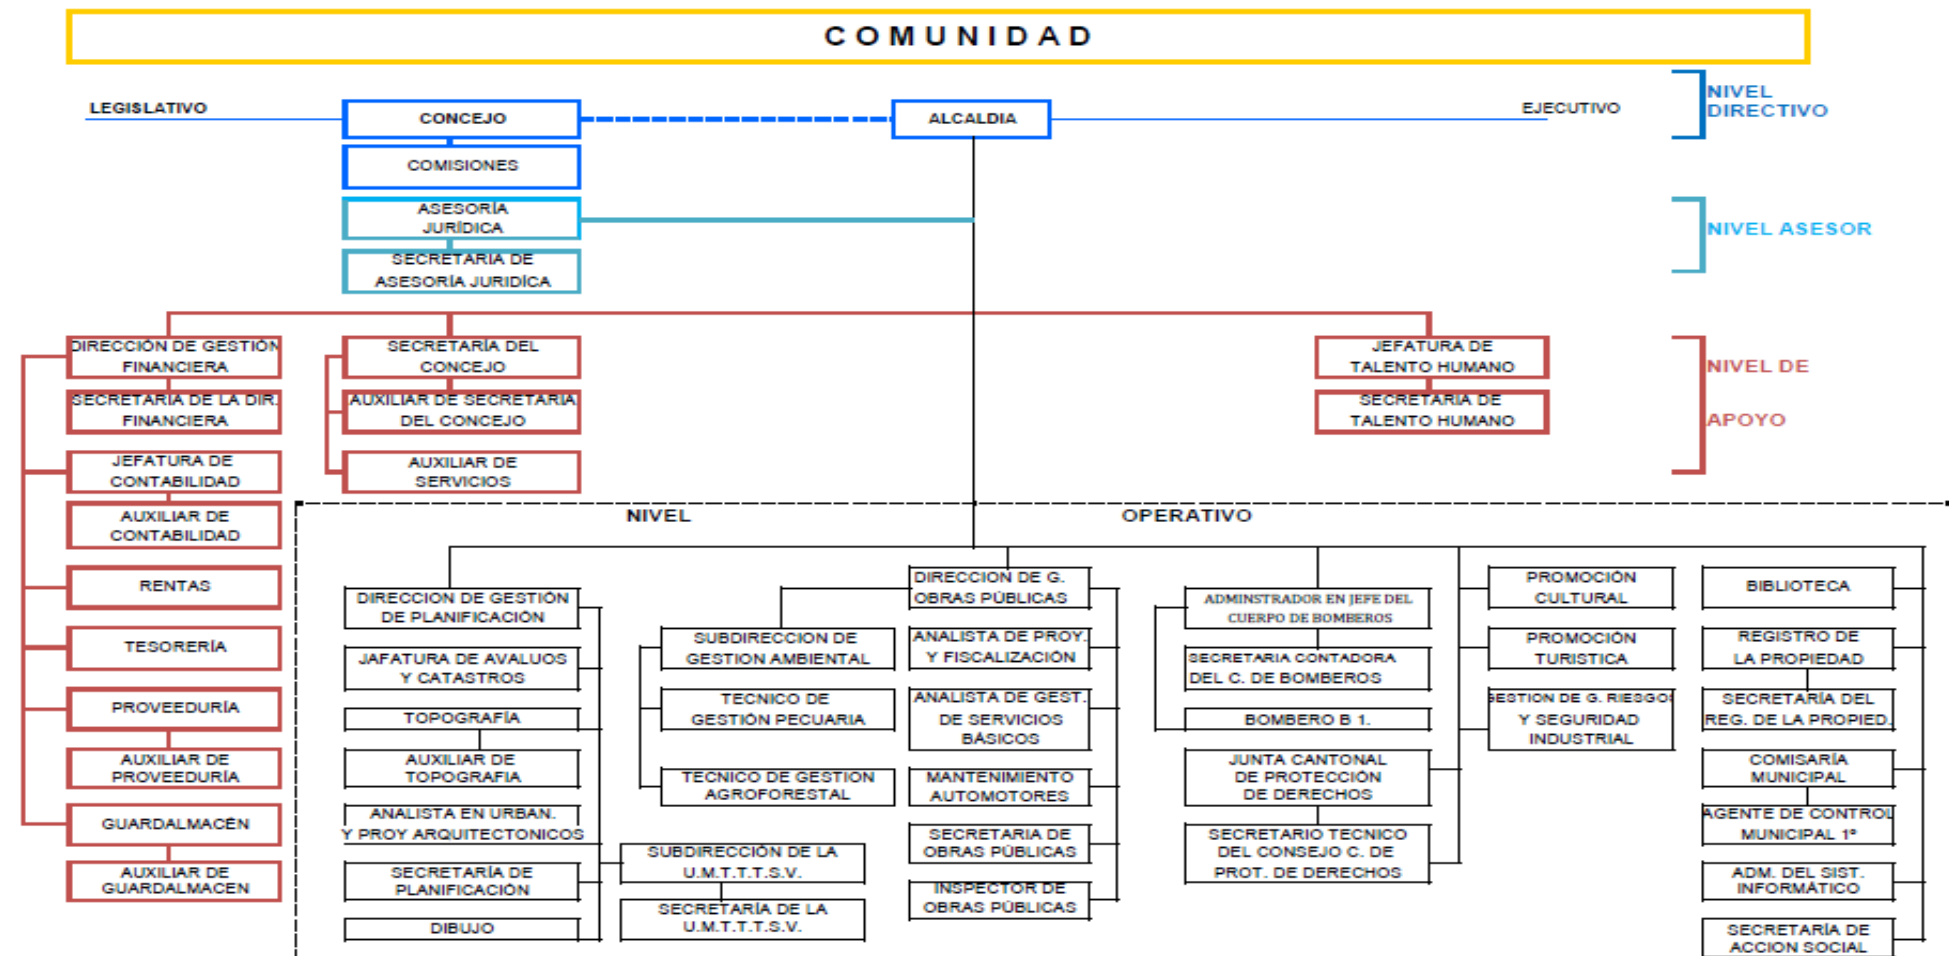 COMUNIDAD
LEGISLATIVO
CONCEJO
ALCALDIA
EJECUTIVO
NIVEL
DIRECTIVO
COMISIONES
ASESORÍA
JURÍDICA
NIVEL ASESOR
SECRETARIA DE
ASESORÍA JURIDÍCA
DIRECCIÓN DE GESTIÓN
FINANCIERA
SECRETARIA DE LA DIR.
FINANCIERA
JEFATURA DE
CONTABILIDAD
AUXILIAR DE
CONTABILIDAD
RENTAS
TESORERÍA
PROVEEDURÍA
AUXILIAR DE
PROVEEDURÍA
GUARDALMACÉN
AUXILIAR DE
GUARDALMACEN
SECRETARÍA DEL
CONCEJO
AUXILIAR DE SECRETARIA
DEL CONCEJO
AUXILIAR DE
SERVICIOS
JEFATURA DE
TALENTO HUMANO
SECRETARIA DE
TALENTO HUMANO
NIVEL DE
APOYO
NIVEL
OPERATIVO
DIRECCION DE GESTIÓN
DE PLANIFICACIÓN
JAFATURA DE AVALUOS
Y CATASTROS
TOPOGRAFÍA
AUXILIAR DE
TOPOGRAFIA
ANALISTA EN URBAN.
Y PROY ARQUITECTONICOS
SECRETARÍA DE
PLANIFICACIÓN
DIBUJO
SUBDIRECCION DE
GESTION AMBIENTAL
TECNICO DE
GESTIÓN PECUARIA
TECNICO DE GESTION
AGROFORESTAL
SUBDIRECCIÓN DE LA
U.M.T.T.T.S.V.
SECRETARÍA DE LA
U.M.T.T.T.S.V.
DIRECCION DE G.
OBRAS PÚBLICAS
ANALISTA DE PROY.
Y FISCALIZACIÓN
ANALISTA DE GEST.
DE SERVICIOS
BÁSICOS
MANTENIMIENTO
AUTOMOTORES
SECRETARIA DE
OBRAS PÚBLICAS
INSPECTOR DE
OBRAS PÚBLICAS
ADMINSTRADOR EN JEFE DEL
CUERPO DE BOMBEROS
SECRETARIA CONTADORA
DEL C. DE BOMBEROS
BOMBERO B 1.
JUNTA CANTONAL
DE PROTECCIÓN
DE DERECHOS
SECRETARIO TECNICO
DEL CONSEJO C. DE
PROT. DE DERECHOS
PROMOCIÓN
CULTURAL
PROMOCIÓN
TURISTICA
GESTION DE G. RIESGOS
Y SEGURIDAD
INDUSTRIAL
BIBLIOTECA
REGISTRO DE
LA PROPIEDAD
SECRETARÍA DEL
REG. DE LA PROPIED.
COMISARÍA
MUNICIPAL
AGENTE DE CONTROL
MUNICIPAL 1º
ADM. DEL SIST.
INFORMÁTICO
SECRETARÍA DE
ACCION SOCIAL